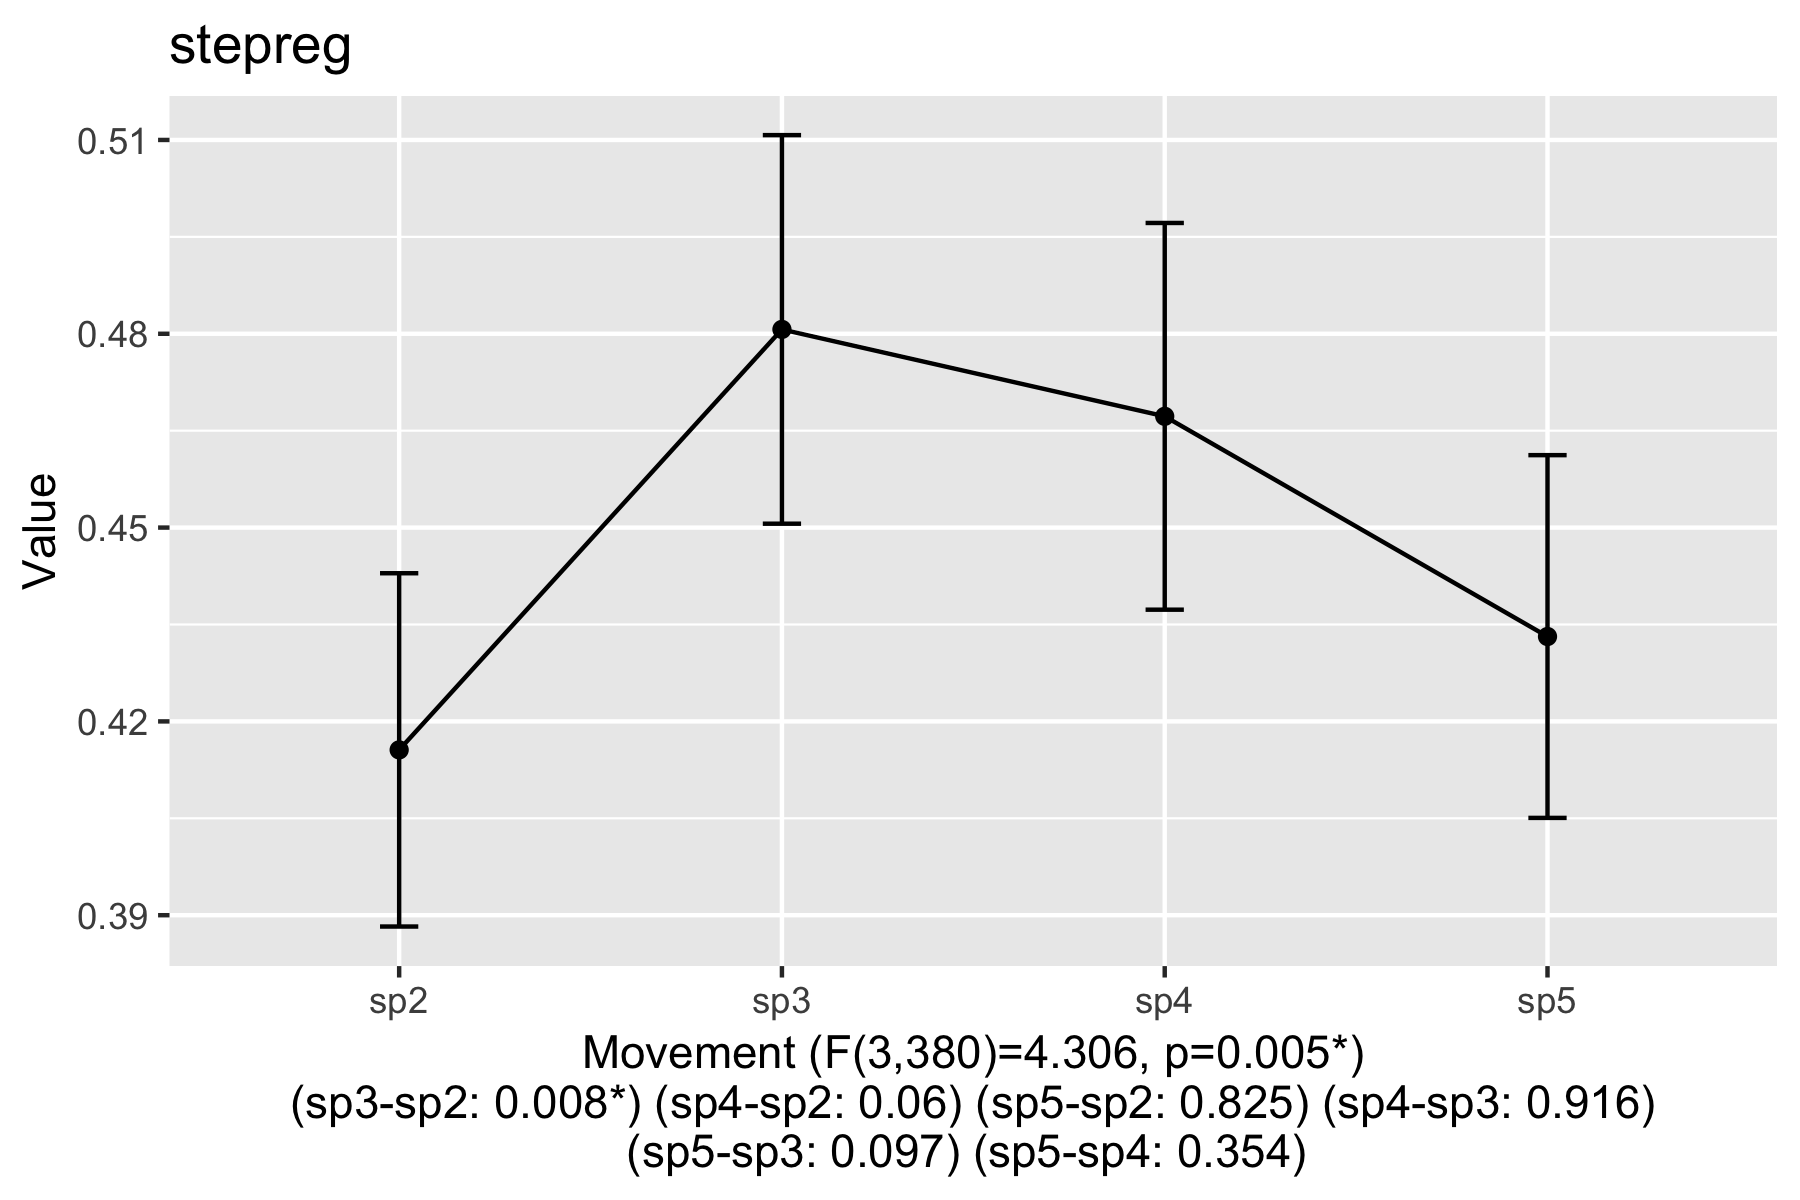 stepreg
0.51
0.48
0.45
0.42
0.39
Value
sp2 sp3 sp4 sp5
Movement (F(3,380)=4.306, p=0.005*)
(sp3-sp2: 0.008*) (sp4-sp2: 0.06) (sp5-sp2: 0.825) (sp4-sp3: 0.916)
(sp5-sp3: 0.097) (sp5-sp4: 0.354)